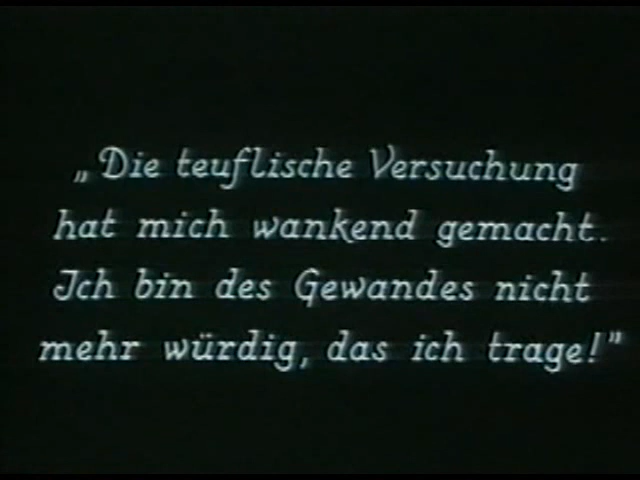 „Die teuflische Versuchung
hat mich wankend gemacht.
Ich bin des Gewandes nicht
mehr würdig, das ich trage!"